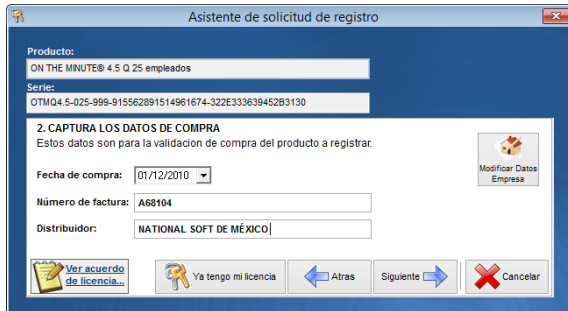 Asistente de solicitud de registro
Producto:
ON THE MINUTE® 4.5 Q 25 empleados
Serie:
OTMQ4.5-025-999-915562891514961674-322E333639452B3130
2. CAPTURA LOS DATOS DE COMPRA
Estos datos son para la validacion de compra del producto a registrar.
Modificar Datos
Empresa
Fecha de compra: 01/12/2010
Número de factura: A68104
Distribuidor: NATIONAL SOFT DE MÉXICO
Ver acuerdo
de licencia...
Ya tengo mi licencia
Atras
Siguiente
Cancelar